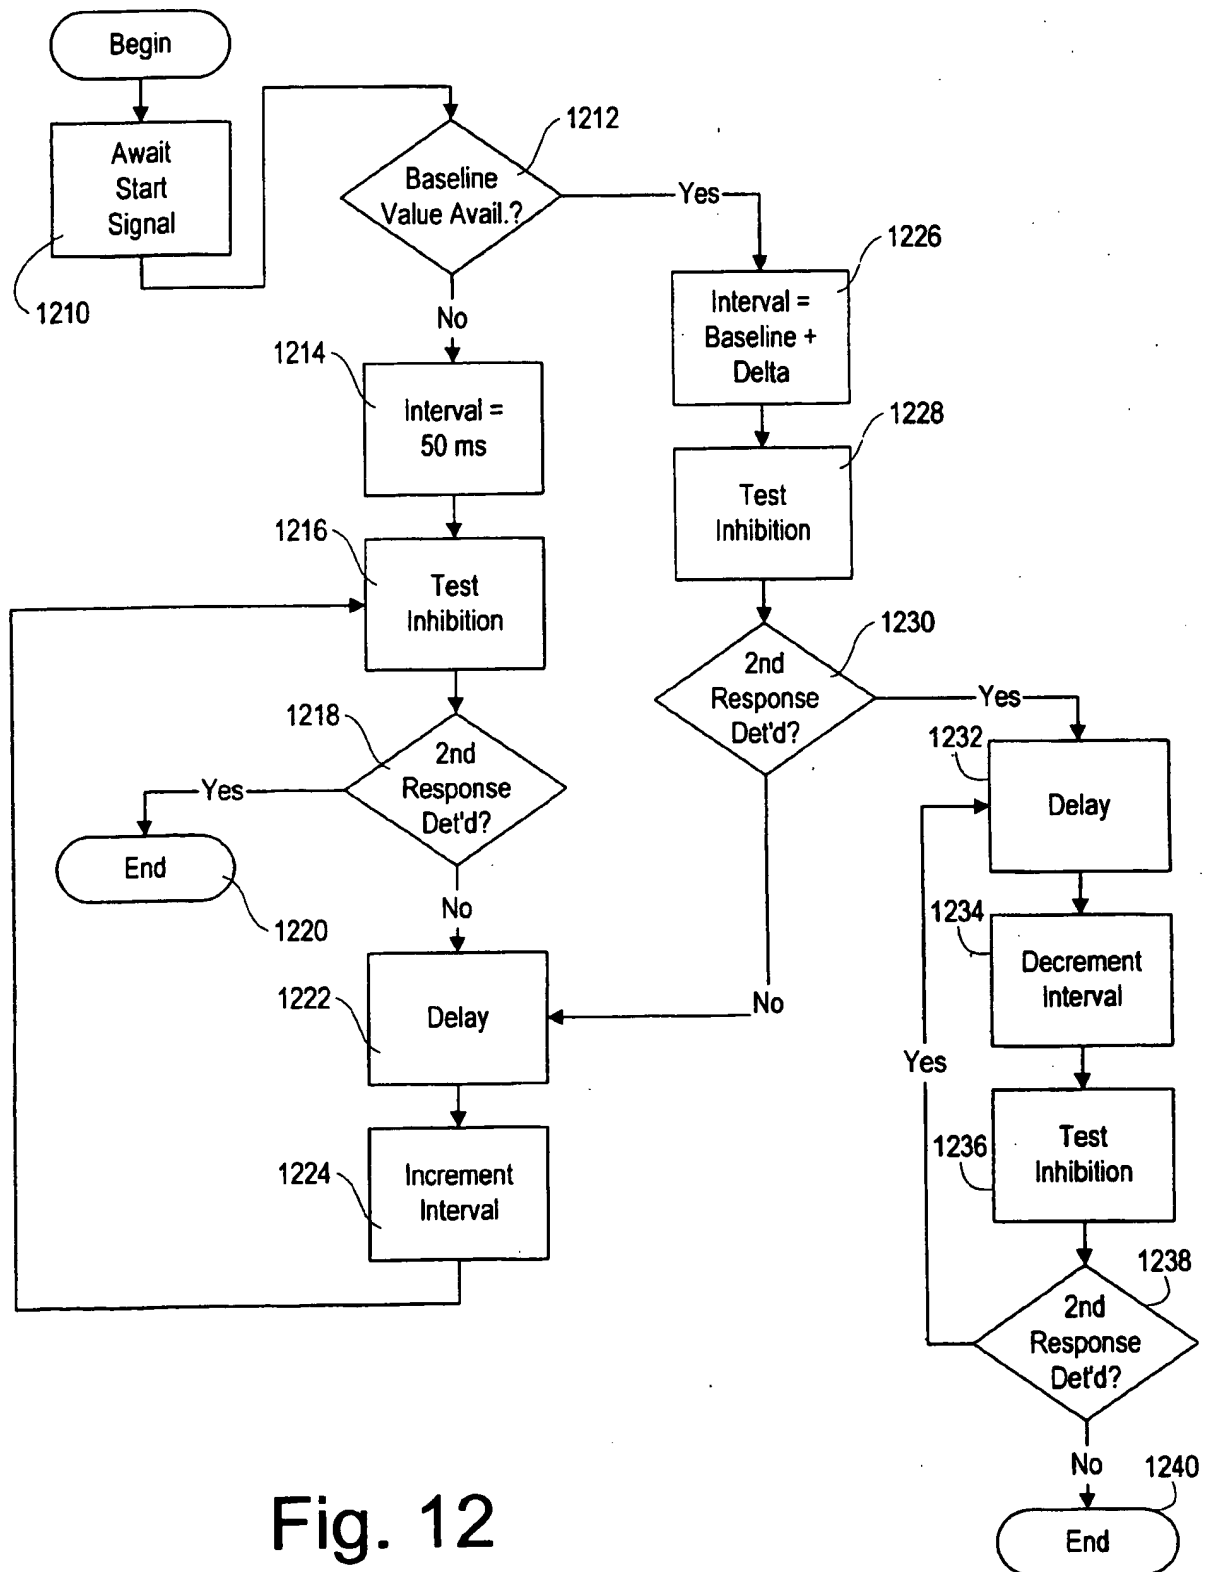 Begin
Await
Start
Signal
1210
1212
Baseline
Value Avail.?
Yes
No
1214
Interval =
50 ms
1216
Test
Inhibition
1218
2nd
Response
Det'd?
Yes
End
1220
No
1222
Delay
1224
Increment
Interval
1226
Interval =
Baseline +
Delta
1228
Test
Inhibition
1230
2nd
Response
Det'd?
Yes
No
1232
Delay
1234
Decrement
Interval
Yes
1236
Test
Inhibition
1238
2nd
Response
Det'd?
No
1240
End
Fig. 12